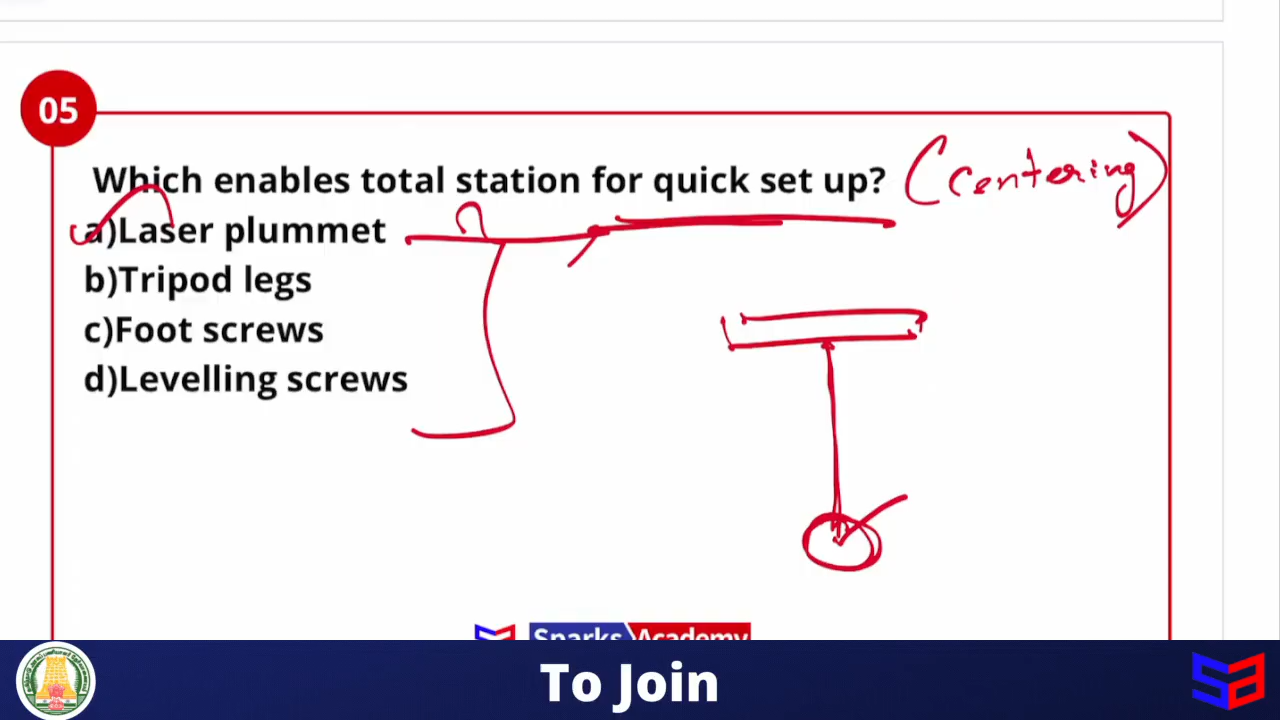 05
Which enables total station for quick set up? (Centering)
a)Laser plummet
b)Tripod legs
c)Foot screws
d)Levelling screws
Sparks Academy
To Join